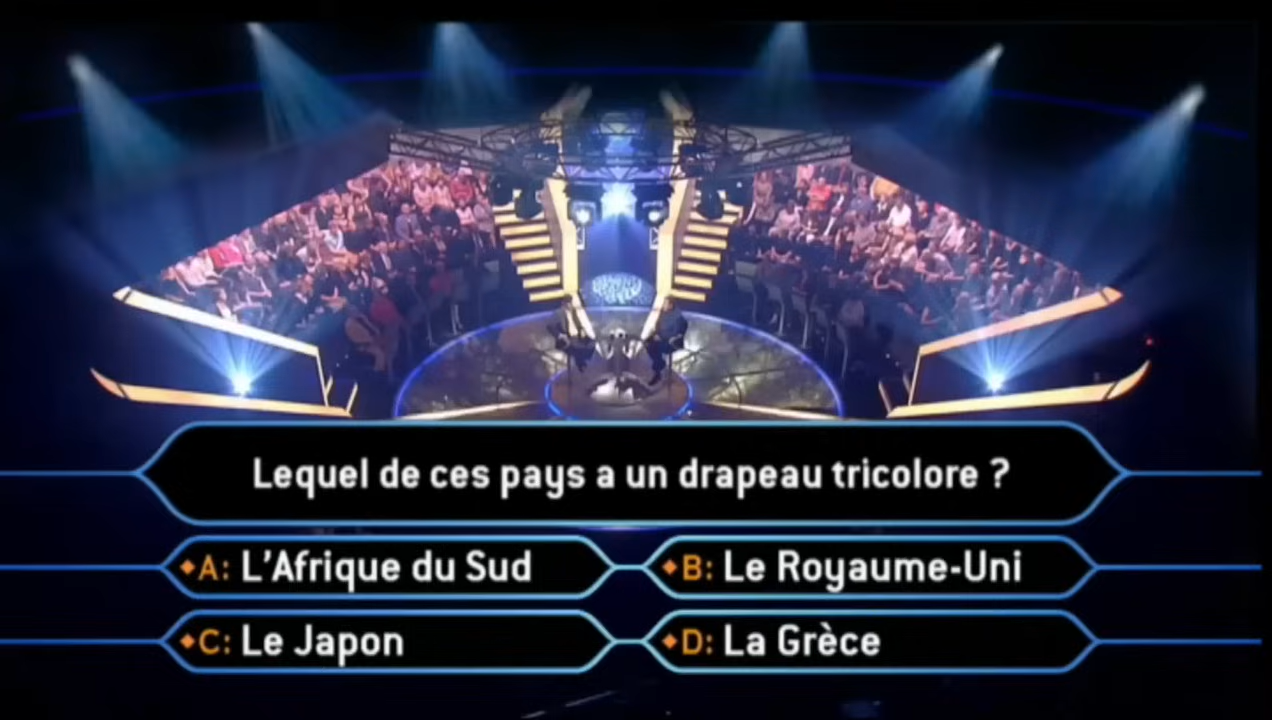 Lequel de ces pays a un drapeau tricolore ?
A: L'Afrique du Sud
B: Le Royaume-Uni
C: Le Japon
D: La Grèce